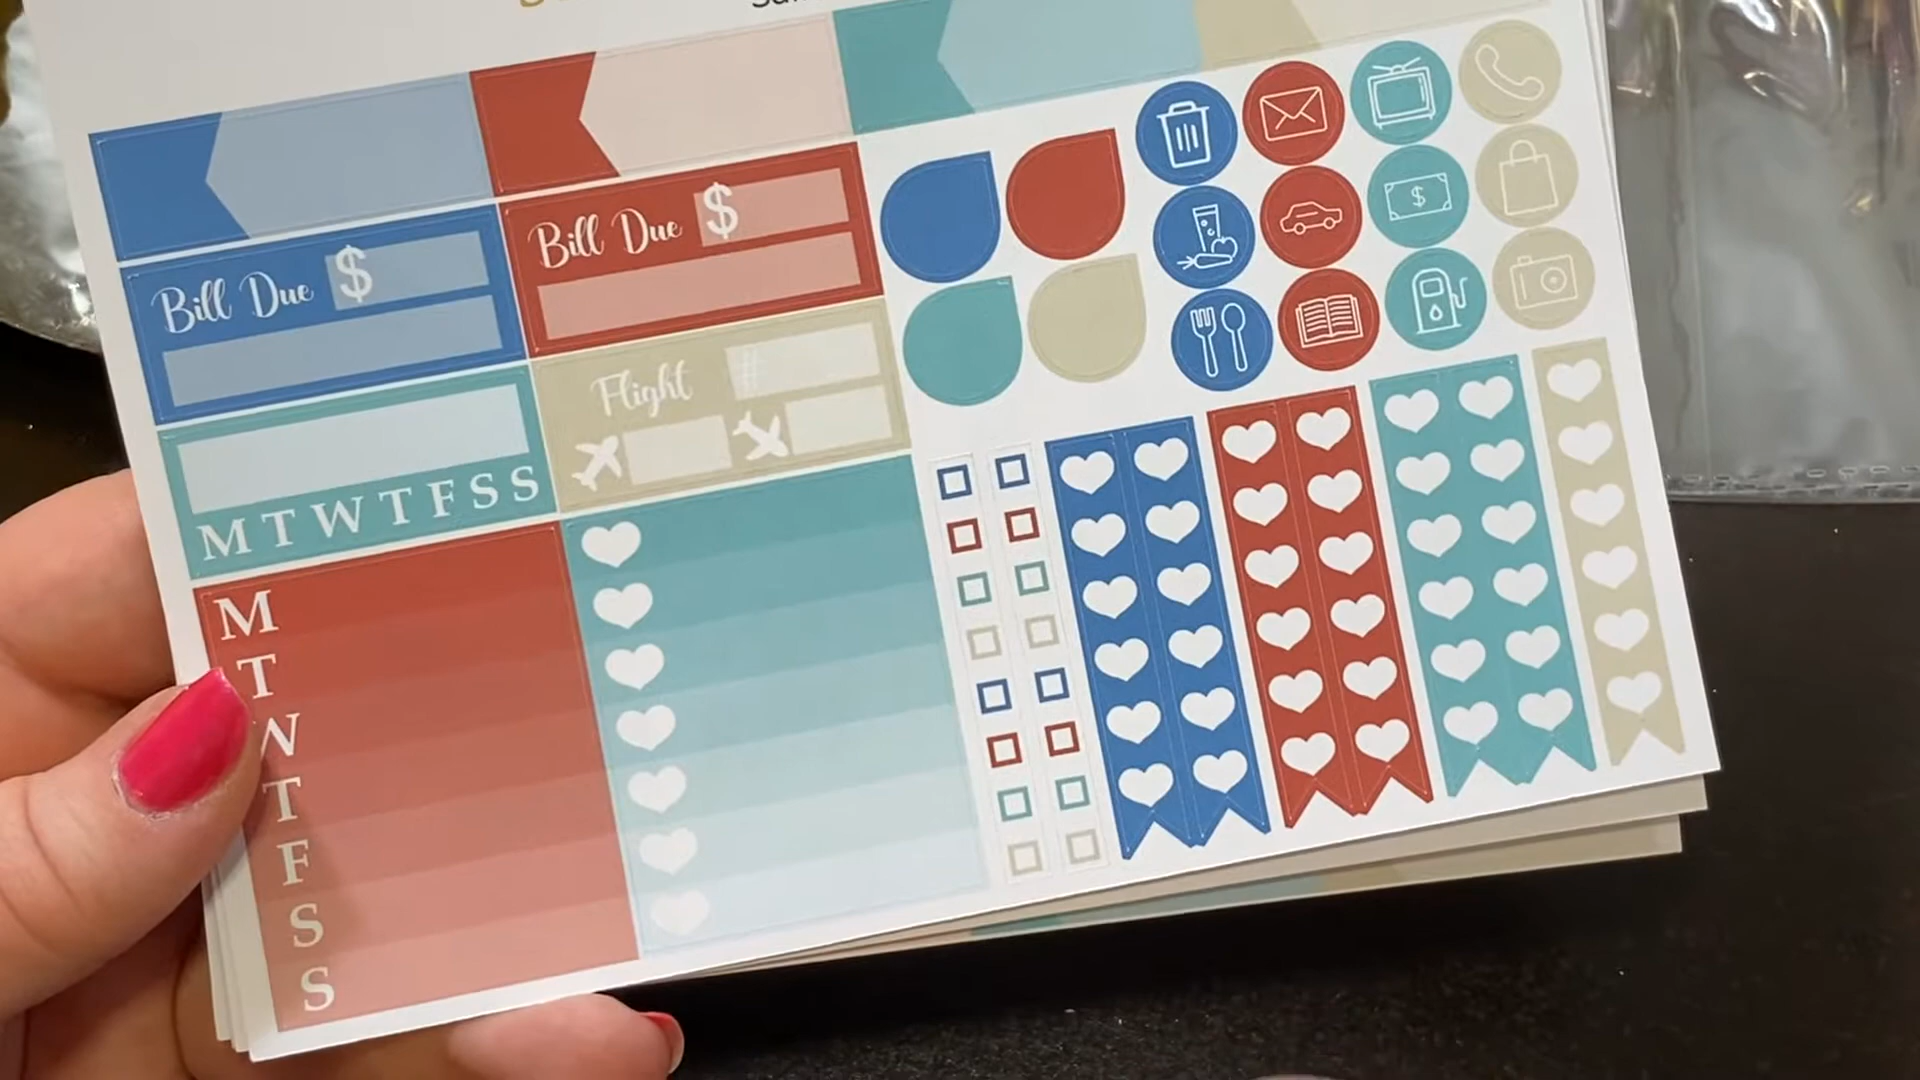 Bill Due $
Bill Due $
Flight #
M T W T F S S
M
T
W
T
F
S
S
$